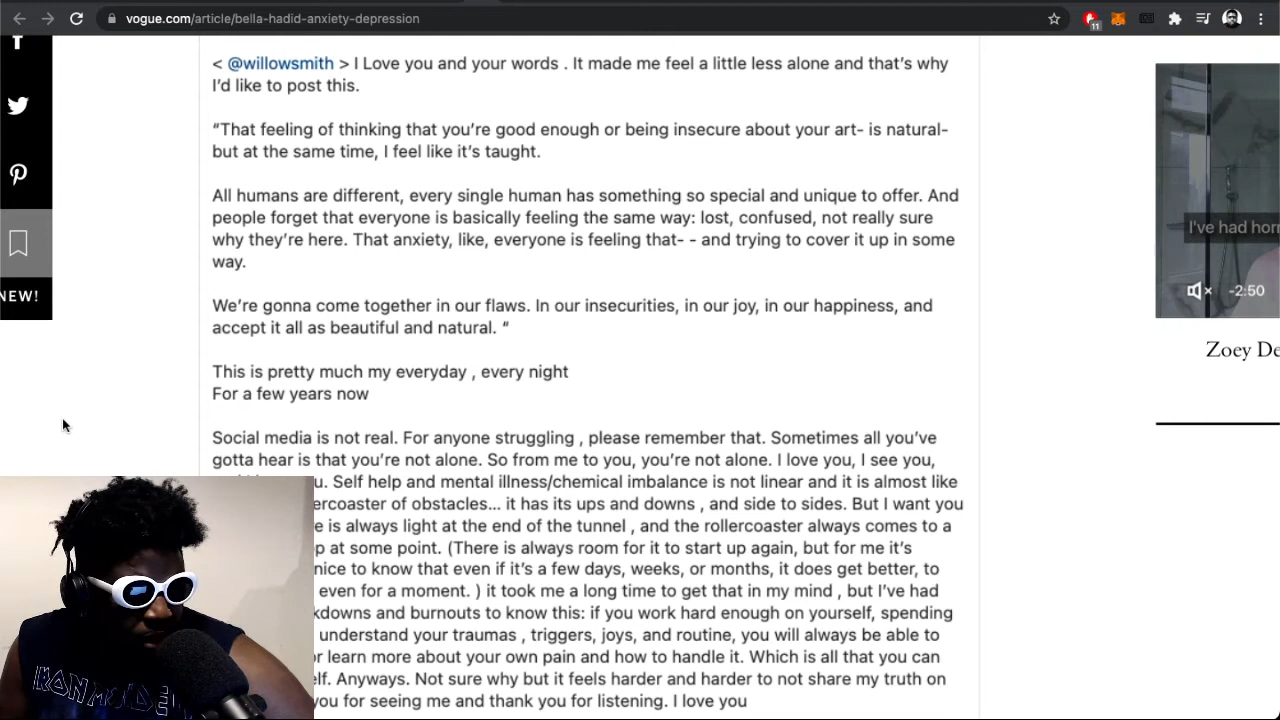 vogue.com/article/bella-hadid-anxiety-depression
11
< @willowsmith > I Love you and your words . It made me feel a little less alone and that’s why
I’d like to post this.
“That feeling of thinking that you’re good enough or being insecure about your art- is natural-
but at the same time, I feel like it’s taught.
All humans are different, every single human has something so special and unique to offer. And
people forget that everyone is basically feeling the same way: lost, confused, not really sure
why they’re here. That anxiety, like, everyone is feeling that- - and trying to cover it up in some
way.
We’re gonna come together in our flaws. In our insecurities, in our joy, in our happiness, and
accept it all as beautiful and natural. “
This is pretty much my everyday , every night
For a few years now
Social media is not real. For anyone struggling , please remember that. Sometimes all you’ve
gotta hear is that you’re not alone. So from me to you, you’re not alone. I love you, I see you,
u. Self help and mental illness/chemical imbalance is not linear and it is almost like
ercoaster of obstacles... it has its ups and downs , and side to sides. But I want you
e is always light at the end of the tunnel , and the rollercoaster always comes to a
p at some point. (There is always room for it to start up again, but for me it’s
nice to know that even if it’s a few days, weeks, or months, it does get better, to
even for a moment. ) it took me a long time to get that in my mind , but I’ve had
kdowns and burnouts to know this: if you work hard enough on yourself, spending
understand your traumas , triggers, joys, and routine, you will always be able to
r learn more about your own pain and how to handle it. Which is all that you can
elf. Anyways. Not sure why but it feels harder and harder to not share my truth on
you for seeing me and thank you for listening. I love you
NEW!
I've had horr
-2:50
Zoey De
IRON MAIDEN